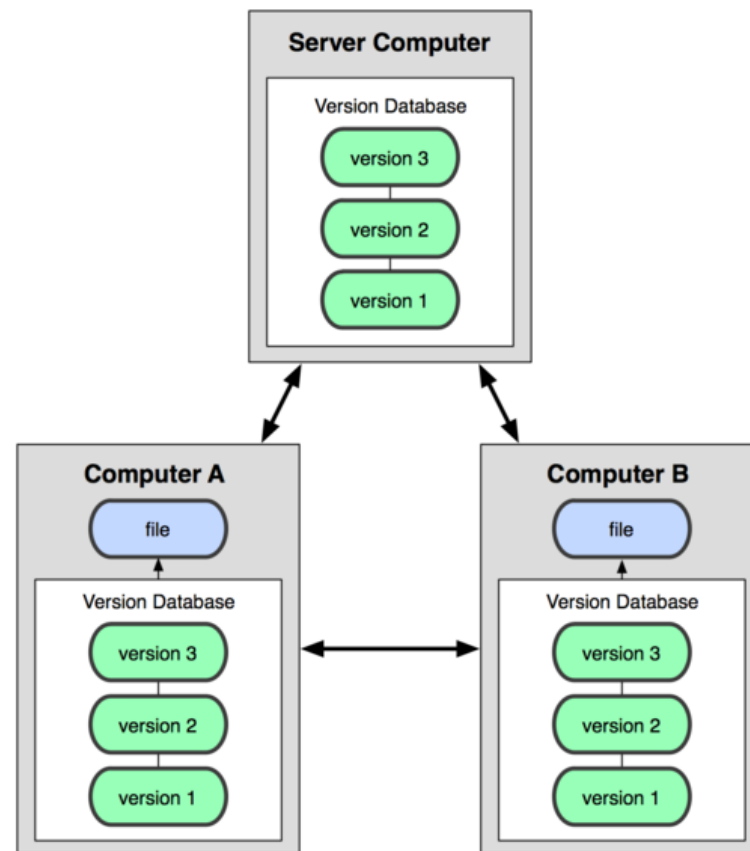 Server Computer
Version Database
version 3
version 2
version 1
Computer A
file
Version Database
version 3
version 2
version 1
Computer B
file
Version Database
version 3
version 2
version 1